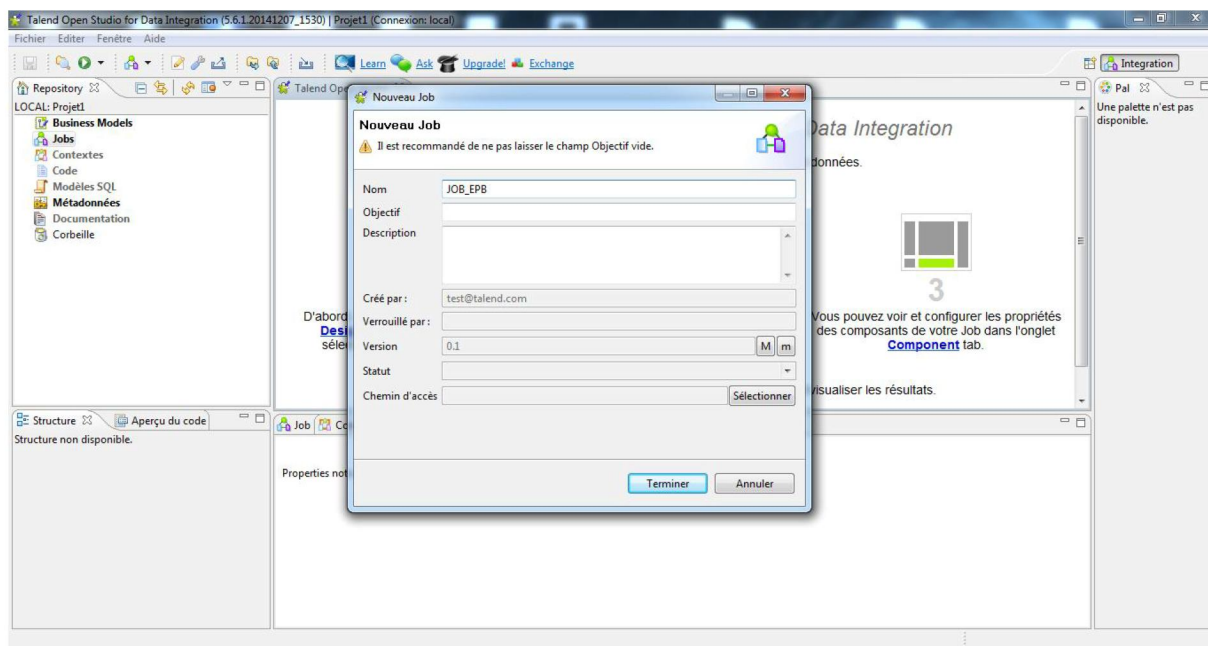 Talend Open Studio for Data Integration (5.6.1.20141207_1530) | Projet1 (Connexion: local)
Fichier Editer Fenêtre Aide
Learn Ask Upgrade! Exchange
Integration
Repository
LOCAL: Projet1
Business Models
Jobs
Contextes
Code
Modèles SQL
Métadonnées
Documentation
Corbeille
Talend Ope
Data Integration
données.
3
D'abord
Desi
séle
Vous pouvez voir et configurer les propriétés
des composants de votre Job dans l'onglet
Component tab.
visualiser les résultats.
Pal
Une palette n'est pas
disponible.
Nouveau Job
Nouveau Job
Il est recommandé de ne pas laisser le champ Objectif vide.
Nom JOB_EPB
Objectif
Description
Créé par : test@talend.com
Verrouillé par :
Version 0.1 M m
Statut
Chemin d'accès Sélectionner
Terminer Annuler
Structure Aperçu du code
Structure non disponible.
Job Co
Properties not